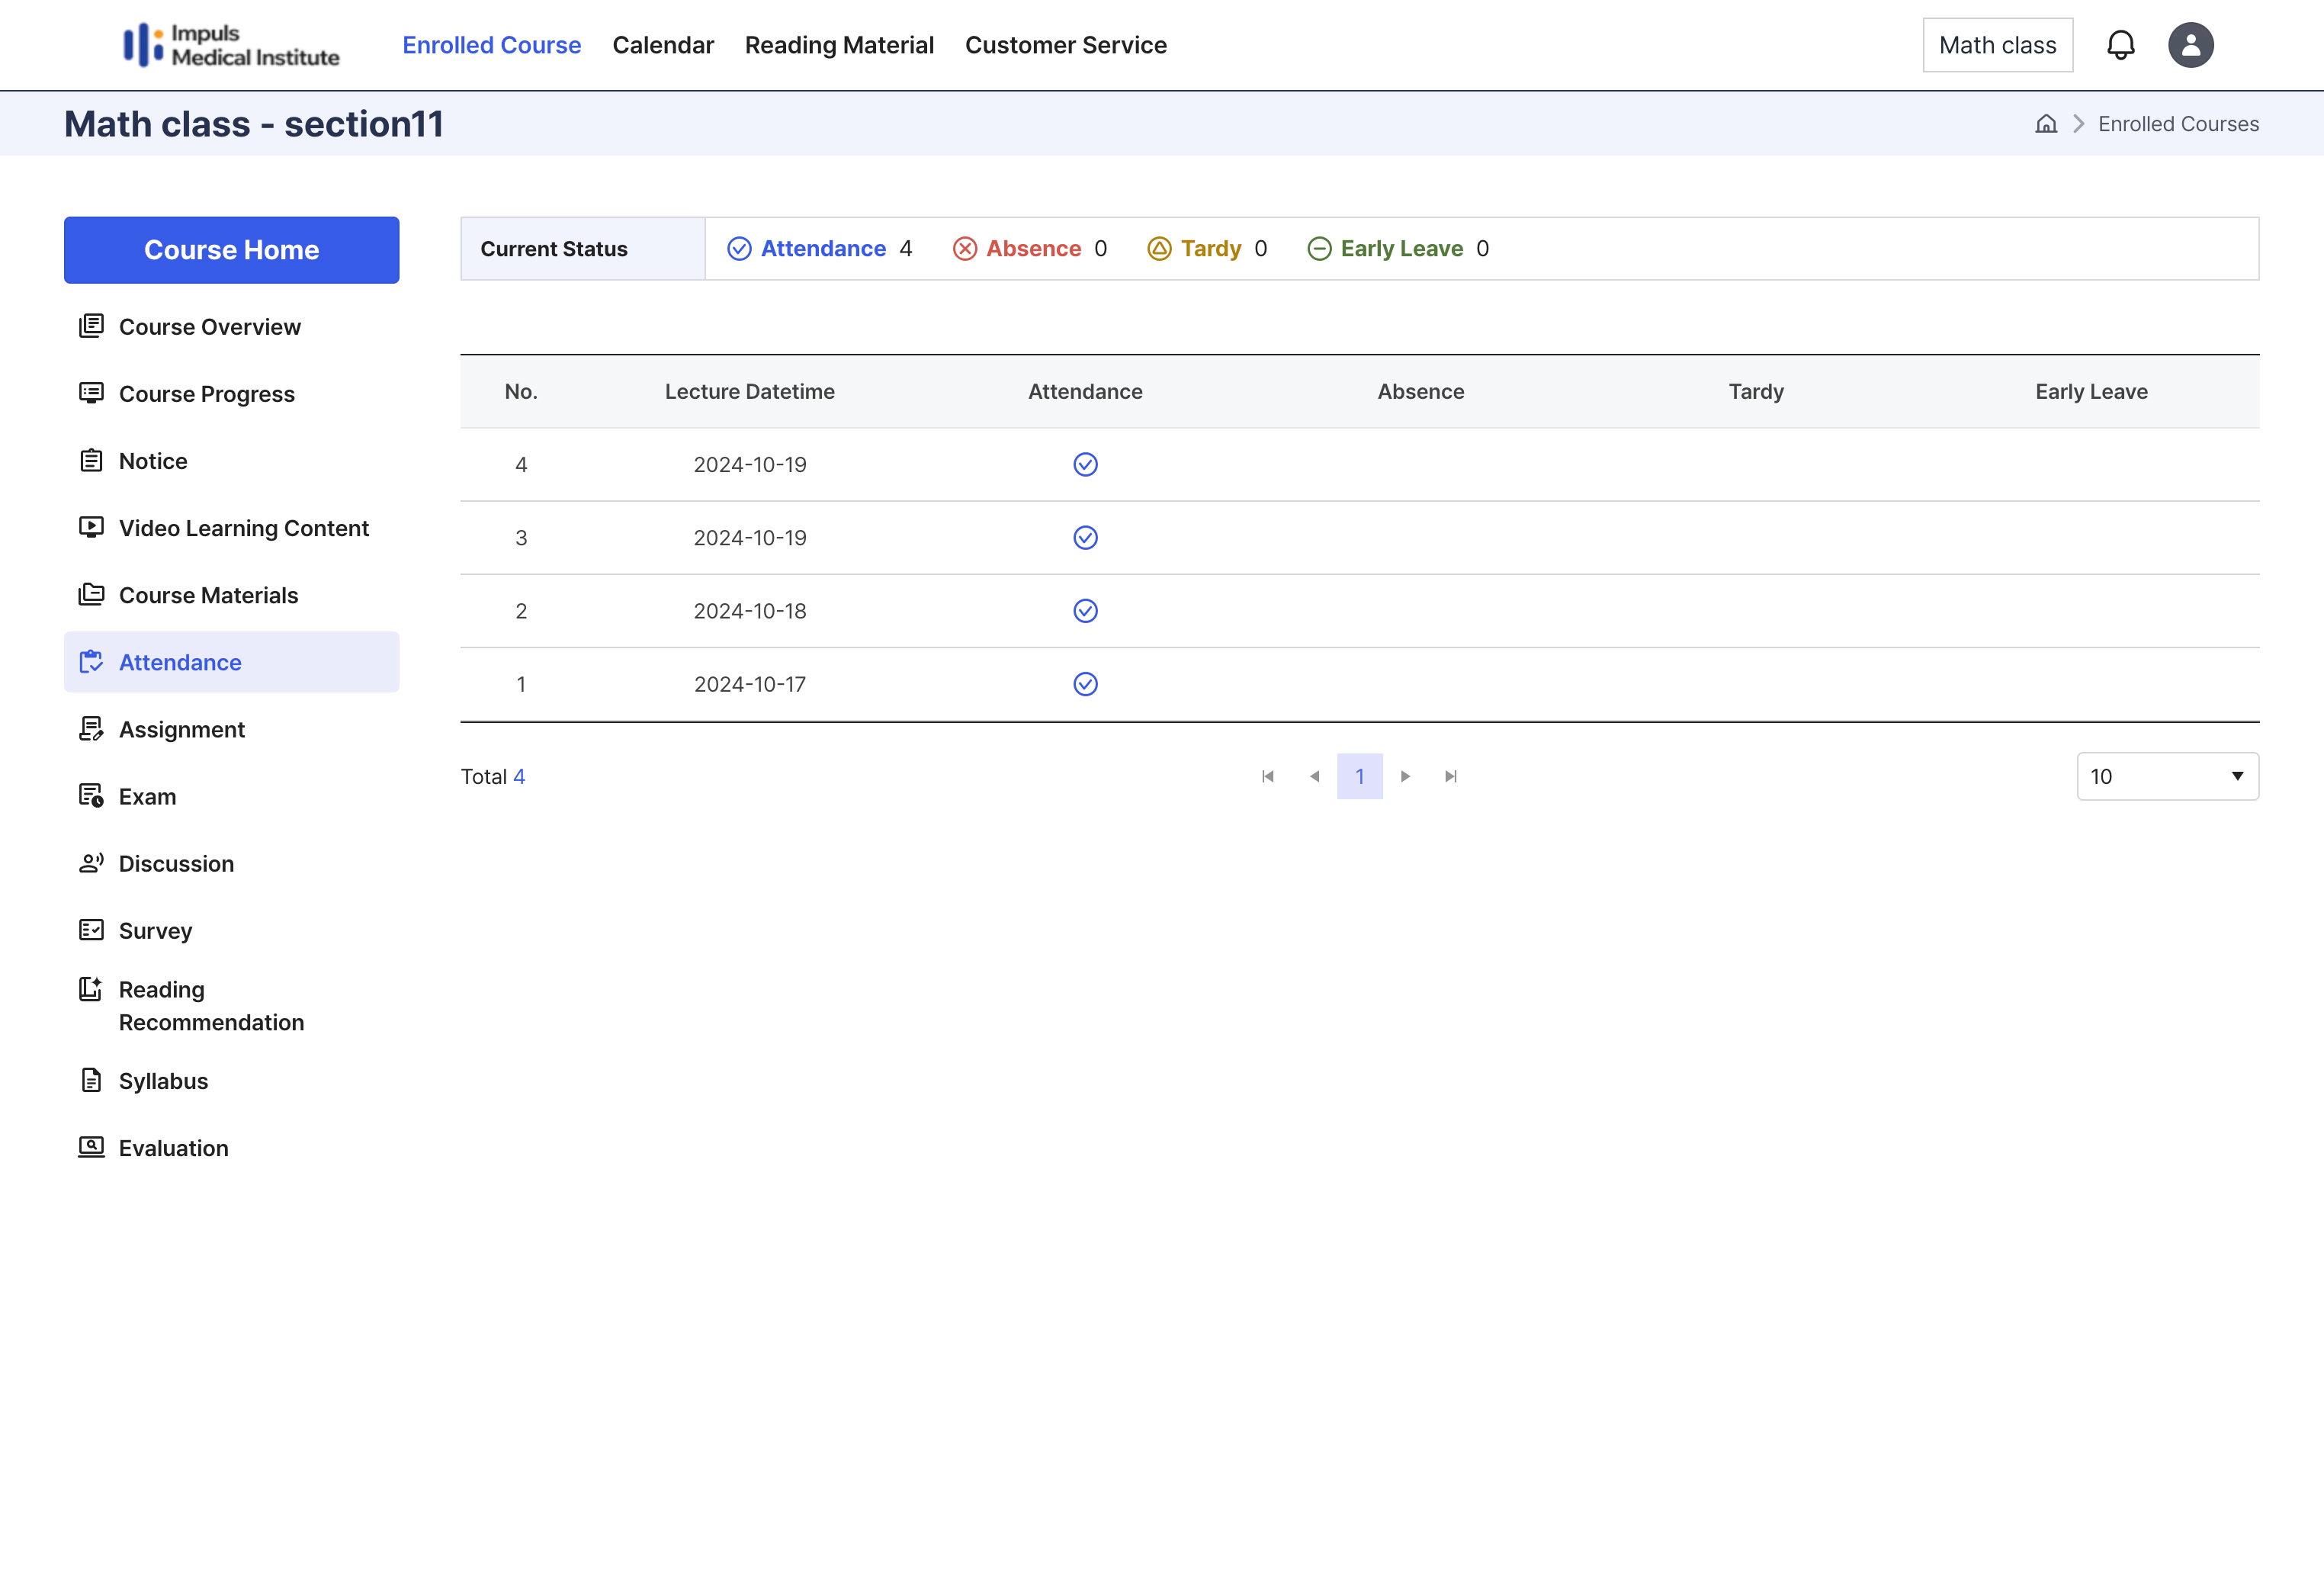 Impuls
Medical Institute
Enrolled Course Calendar Reading Material Customer Service
Math class
Math class - section11
Enrolled Courses
Course Home
Course Overview
Course Progress
Notice
Video Learning Content
Course Materials
Attendance
Assignment
Exam
Discussion
Survey
Reading
Recommendation
Syllabus
Evaluation
Current Status Attendance 4 Absence 0 Tardy 0 Early Leave 0
No. Lecture Datetime Attendance Absence Tardy Early Leave
4 2024-10-19
3 2024-10-19
2 2024-10-18
1 2024-10-17
Total 4
1
10